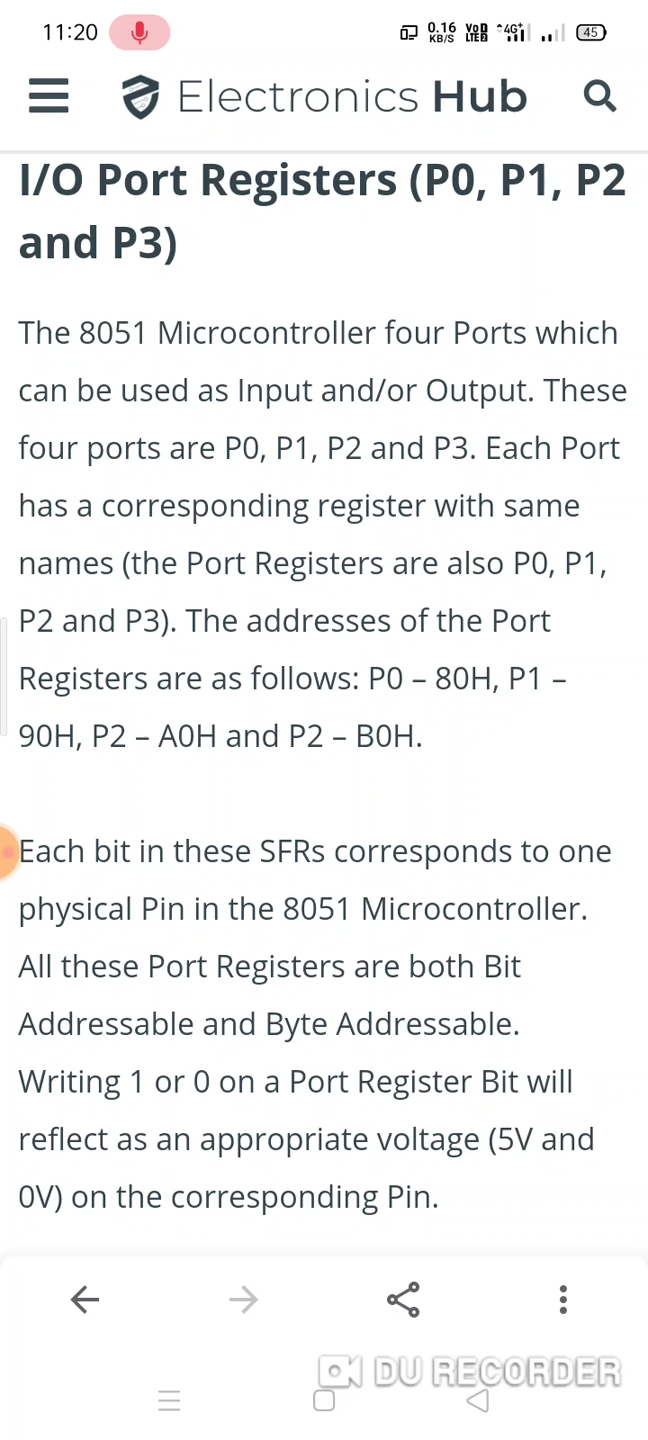 11:20 0.16 KB/S VoD LTE 4G+ 45
Electronics Hub
I/O Port Registers (P0, P1, P2
and P3)
The 8051 Microcontroller four Ports which
can be used as Input and/or Output. These
four ports are P0, P1, P2 and P3. Each Port
has a corresponding register with same
names (the Port Registers are also P0, P1,
P2 and P3). The addresses of the Port
Registers are as follows: P0 – 80H, P1 –
90H, P2 – A0H and P2 – B0H.
Each bit in these SFRs corresponds to one
physical Pin in the 8051 Microcontroller.
All these Port Registers are both Bit
Addressable and Byte Addressable.
Writing 1 or 0 on a Port Register Bit will
reflect as an appropriate voltage (5V and
0V) on the corresponding Pin.
DU RECORDER